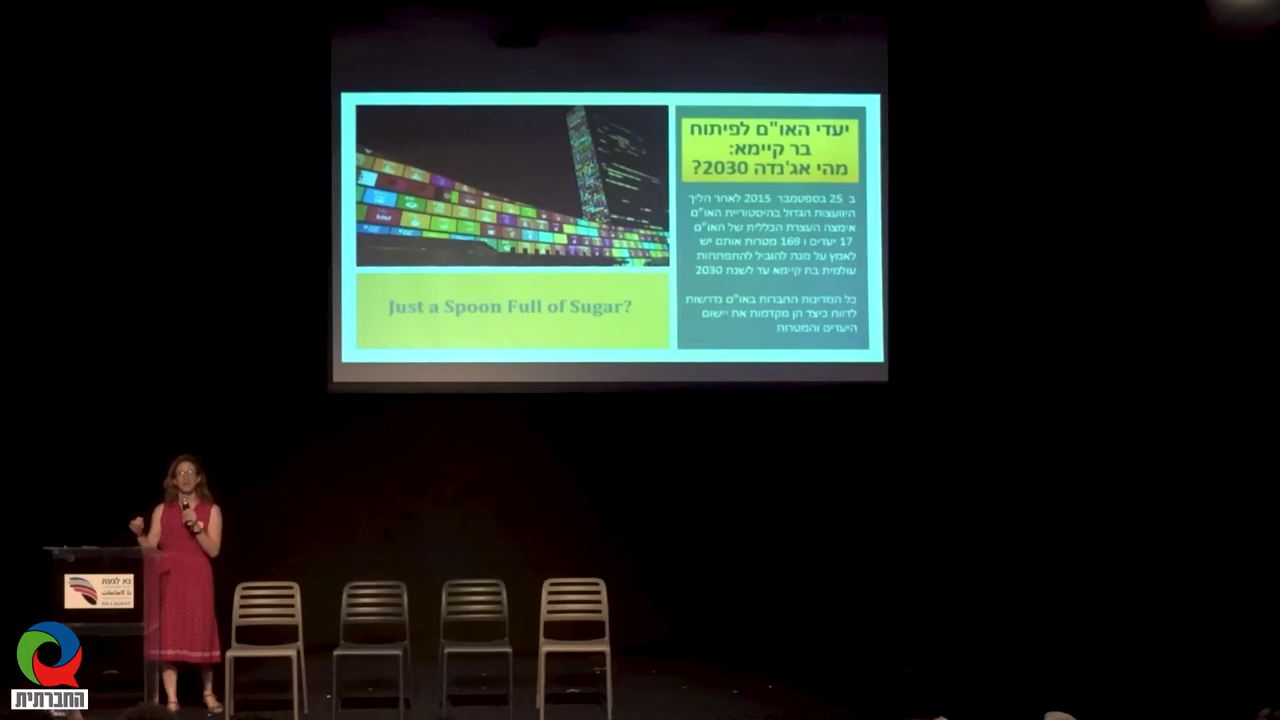 יעדי האו"ם לפיתוח
בר קיימא:
מהי אג'נדה 2030?
ב 25 בספטמבר 2015 לאחר הליך
היוועצות הגדול בהיסטוריית האו"ם
אימצה העצרת הכללית של האו"ם
17 יעדים ו 169 מטרות אותם יש
לאמץ על מנת להוביל להתפתחות
עולמית בת קיימא עד לשנת 2030
כל המדינות החברות באו"ם נדרשות
לדווח כיצד הן מקדמות את יישום
היעדים והמטרות
Just a Spoon Full of Sugar?
נא לגעת
החברתית